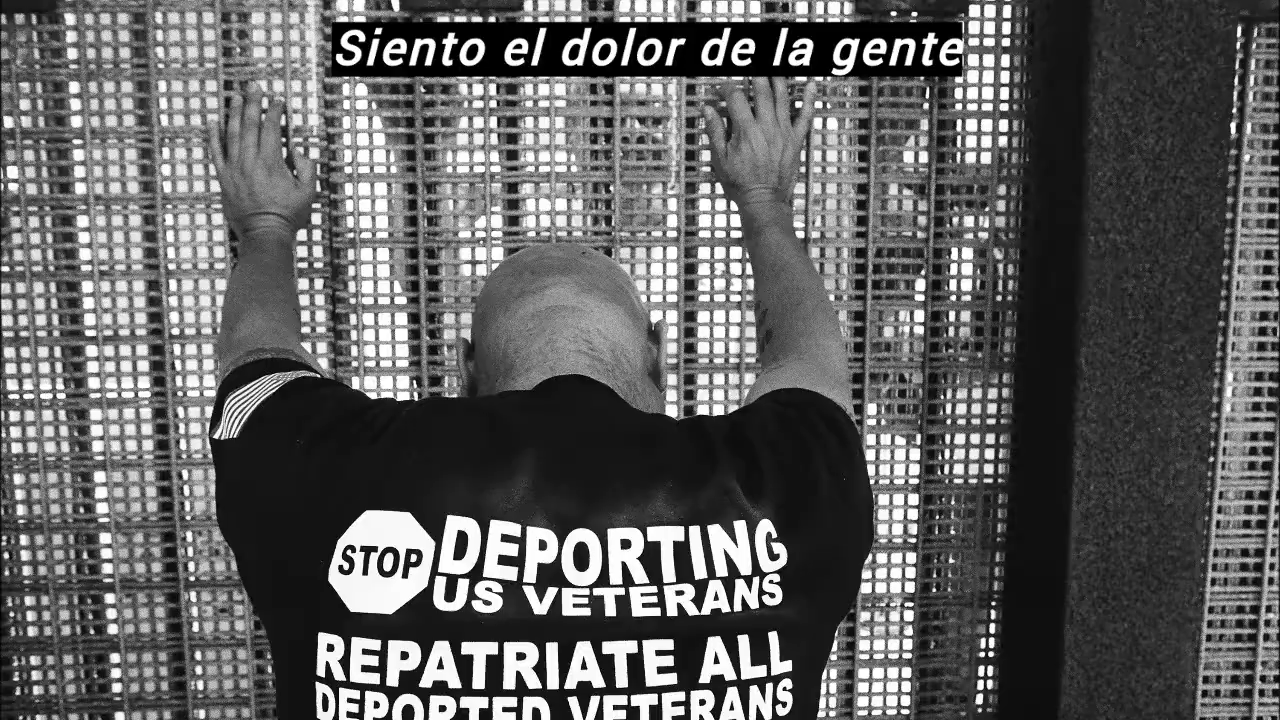 Siento el dolor de la gente
STOP
DEPORTING
US VETERANS
REPATRIATE ALL
DEPORTED VETERANS